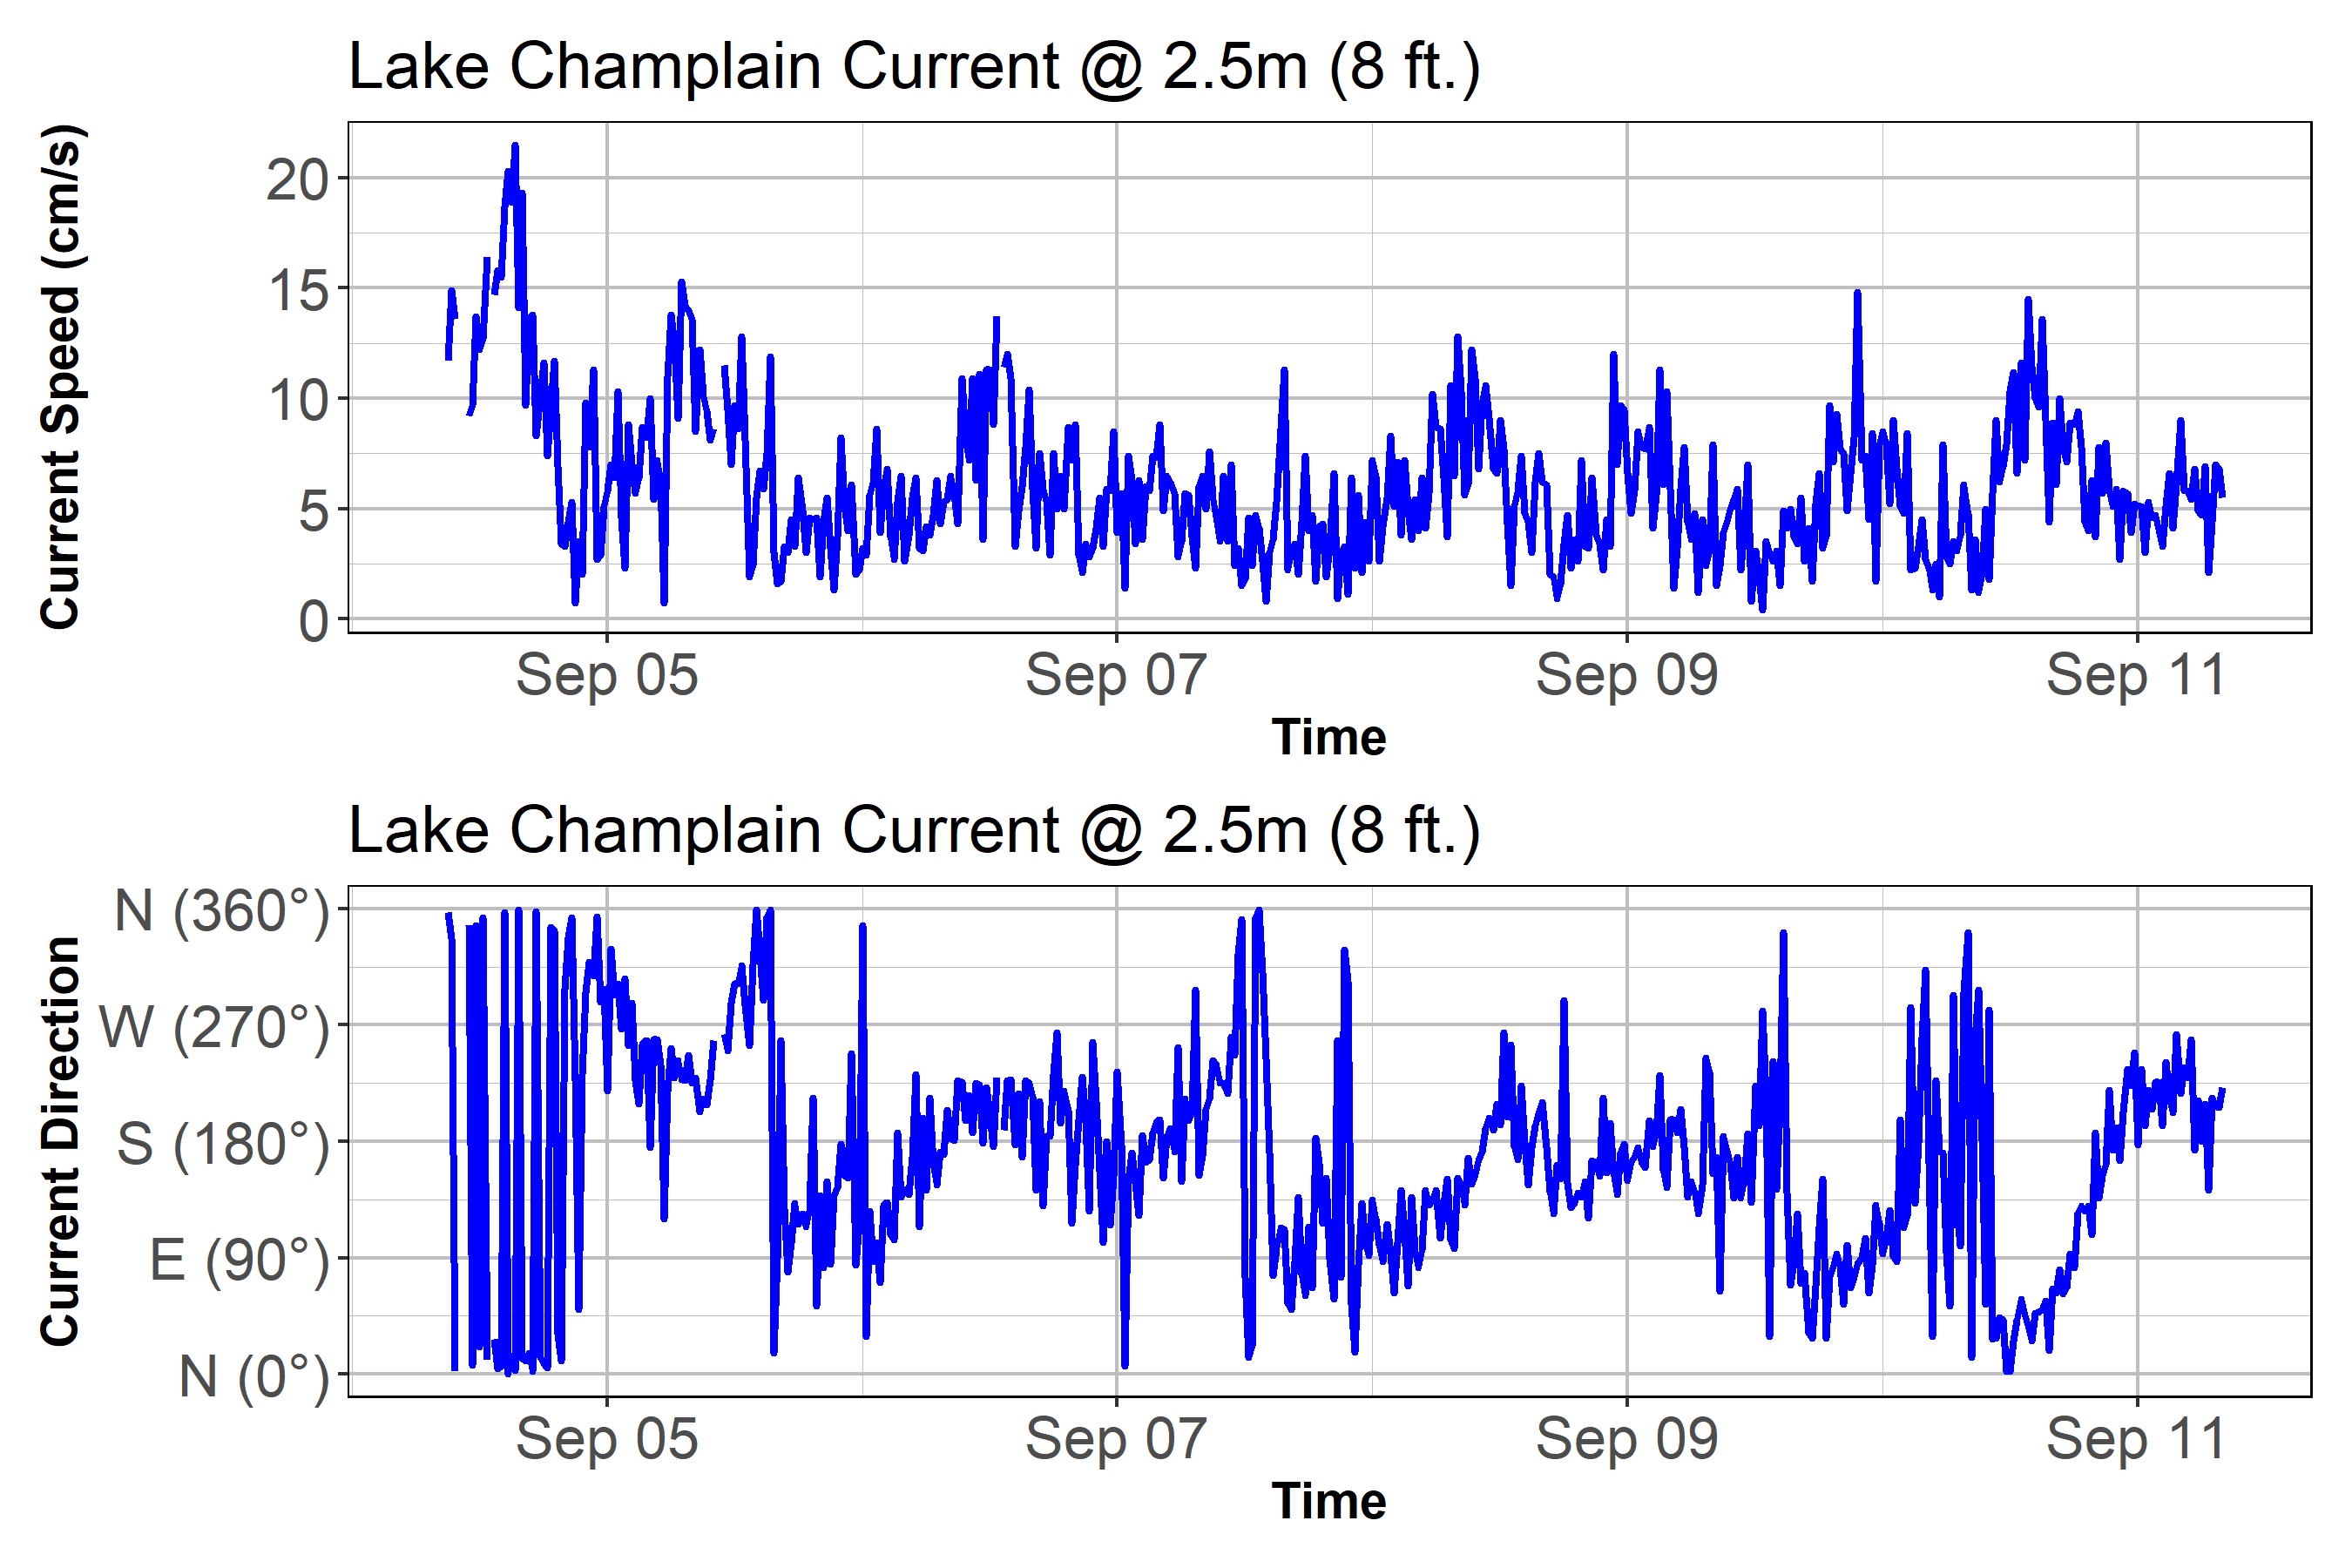 Lake Champlain Current @ 2.5m (8 ft.)
Current Speed (cm/s)
20
15
10
5
0
Sep 05 Sep 07 Sep 09 Sep 11
Time
Lake Champlain Current @ 2.5m (8 ft.)
Current Direction
N (360°)
W (270°)
S (180°)
E (90°)
N (0°)
Sep 05 Sep 07 Sep 09 Sep 11
Time